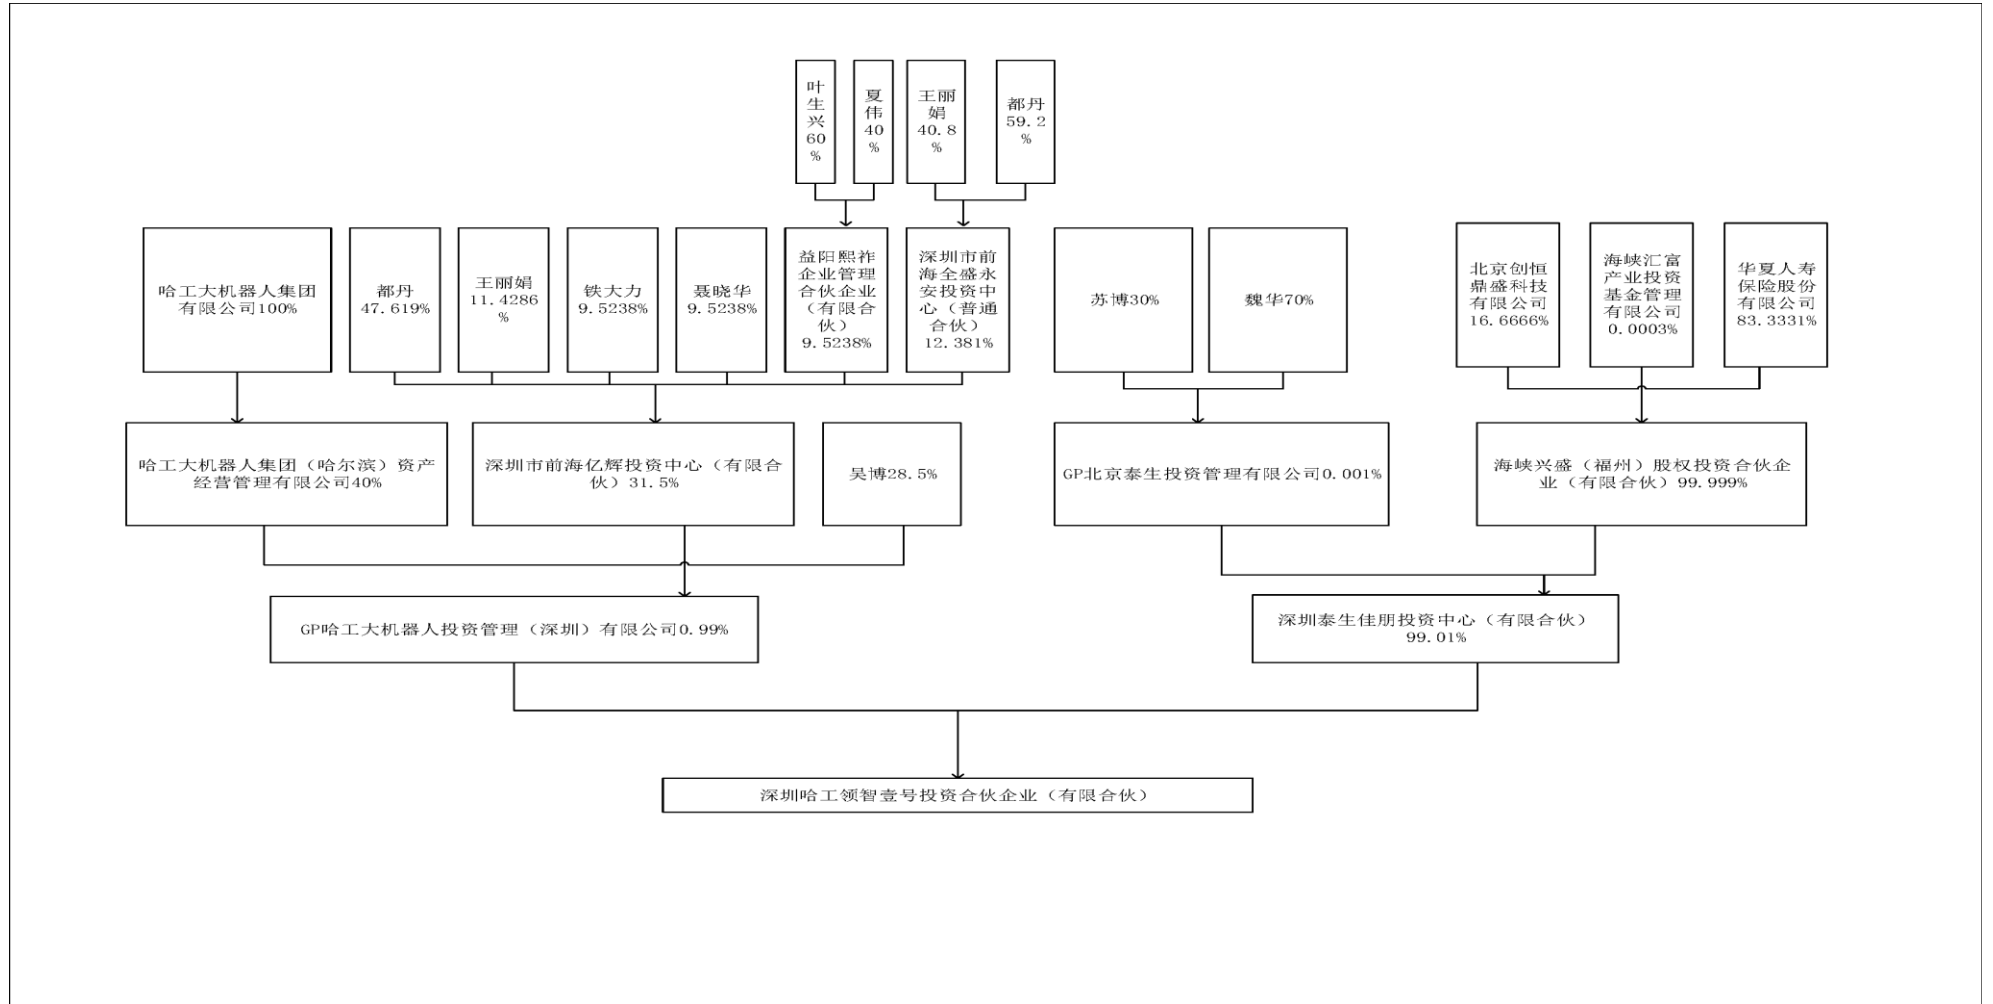 叶
生
兴
60
%
夏
伟
40
%
王丽
娟
40.8
%
都丹
59.2
%
哈工大机器人集团
有限公司100%
都丹
47.619%
王丽娟
11.4286
%
铁大力
9.5238%
聂晓华
9.5238%
益阳熙祚
企业管理
合伙企业
（有限合
伙）
9.5238%
深圳市前
海全盛永
安投资中
心（普通
合伙）
12.381%
苏博30%
魏华70%
北京创恒
鼎盛科技
有限公司
16.6666%
海峡汇富
产业投资
基金管理
有限公司
0.0003%
华夏人寿
保险股份
有限公司
83.3331%
哈工大机器人集团（哈尔滨）资产
经营管理有限公司40%
深圳市前海亿辉投资中心（有限合
伙）31.5%
吴博28.5%
GP北京泰生投资管理有限公司0.001%
海峡兴盛（福州）股权投资合伙企
业（有限合伙）99.999%
GP哈工大机器人投资管理（深圳）有限公司0.99%
深圳泰生佳朋投资中心（有限合伙）
99.01%
深圳哈工领智壹号投资合伙企业（有限合伙）